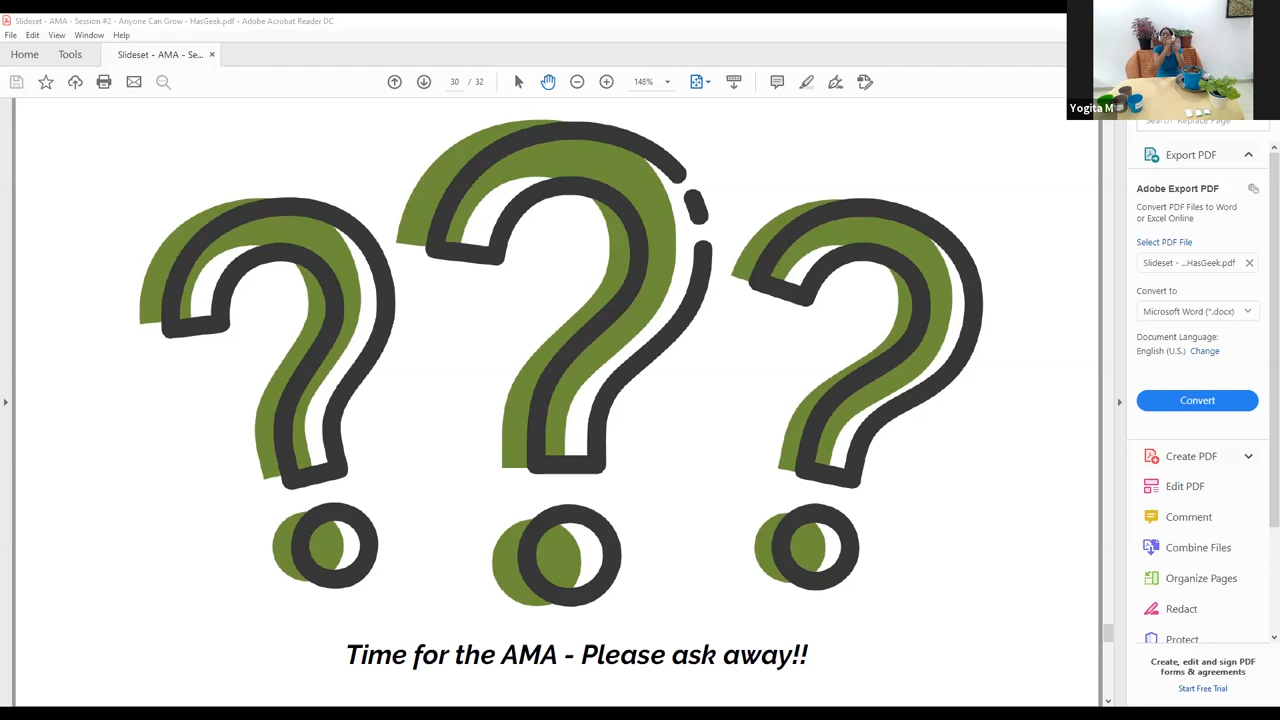 Slideset - AMA - Session #2 - Anyone Can Grow - HasGeek.pdf - Adobe Acrobat Reader DC
File Edit View Window Help
Home Tools Slideset - AMA - Se... ×
30 / 32 148%
Yogita M
Search 'Replace Page'
Export PDF
Adobe Export PDF
Convert PDF Files to Word
or Excel Online
Select PDF File
Slideset - ...HasGeek.pdf
Convert to
Microsoft Word (*.docx)
Document Language:
English (U.S.) Change
Convert
Create PDF
Edit PDF
Comment
Combine Files
Organize Pages
Redact
Protect
Create, edit and sign PDF
forms & agreements
Start Free Trial
???
Time for the AMA - Please ask away!!